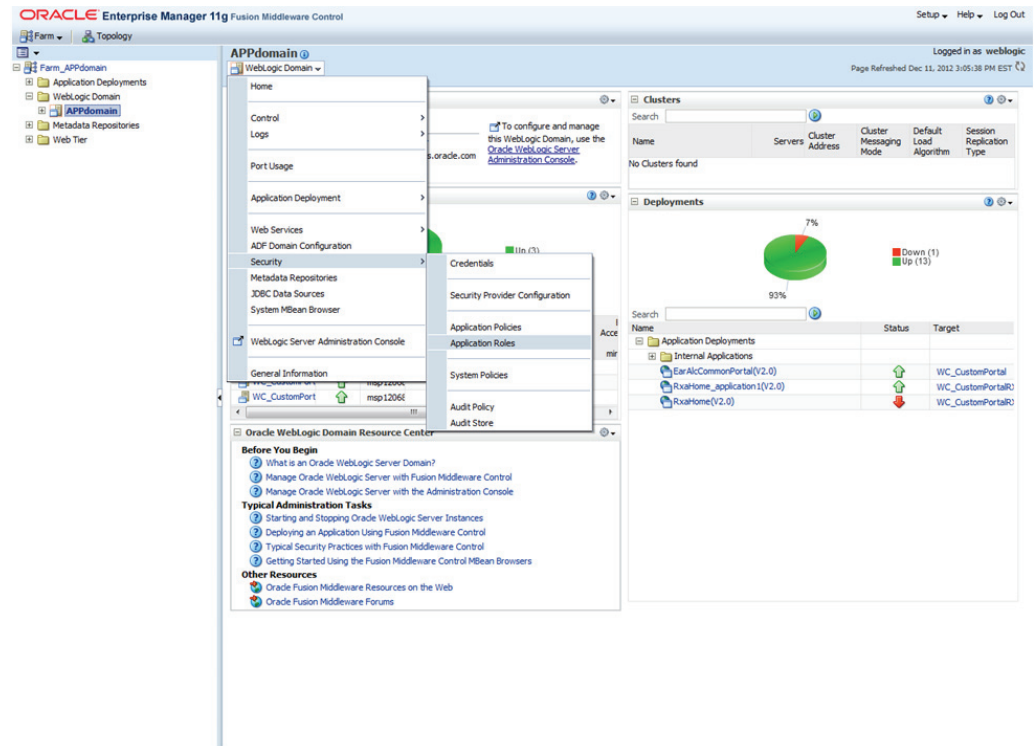 ORACLE Enterprise Manager 11g Fusion Middleware Control
Setup Help Log Out
Farm Topology
APPdomain
Logged in as weblogic
WebLogic Domain
Page Refreshed Dec 11, 2012 3:05:38 PM EST
Farm_APPdomain
Application Deployments
WebLogic Domain
APPdomain
Metadata Repositories
Web Tier
Home
Control
Logs
Port Usage
Application Deployment
Web Services
ADF Domain Configuration
Security
Metadata Repositories
JDBC Data Sources
System MBean Browser
WebLogic Server Administration Console
General Information
Credentials
Security Provider Configuration
Application Policies
Application Roles
System Policies
Audit Policy
Audit Store
To configure and manage
this WebLogic Domain, use the
Oracle WebLogic Server
Administration Console.
s.oracle.com
Up (3)
Acce
WC_CustomPort msp12068
WC_CustomPort msp12068
Oracle WebLogic Domain Resource Center
Before You Begin
What is an Oracle WebLogic Server Domain?
Manage Oracle WebLogic Server with Fusion Middleware Control
Manage Oracle WebLogic Server with the Administration Console
Typical Administration Tasks
Starting and Stopping Oracle WebLogic Server Instances
Deploying an Application Using Fusion Middleware Control
Typical Security Practices with Fusion Middleware Control
Getting Started Using the Fusion Middleware Control MBean Browsers
Other Resources
Oracle Fusion Middleware Resources on the Web
Oracle Fusion Middleware Forums
Clusters
Search
Name Servers Cluster Address Cluster Messaging Mode Default Load Algorithm Session Replication Type
No Clusters found
Deployments
7%
Down (1)
Up (13)
93%
Search
Name Status Target
Application Deployments
Internal Applications
EarAlcCommonPortal(V2.0) WC_CustomPortal
RxaHome_application1(V2.0) WC_CustomPortalRX
RxaHome(V2.0) WC_CustomPortalRX